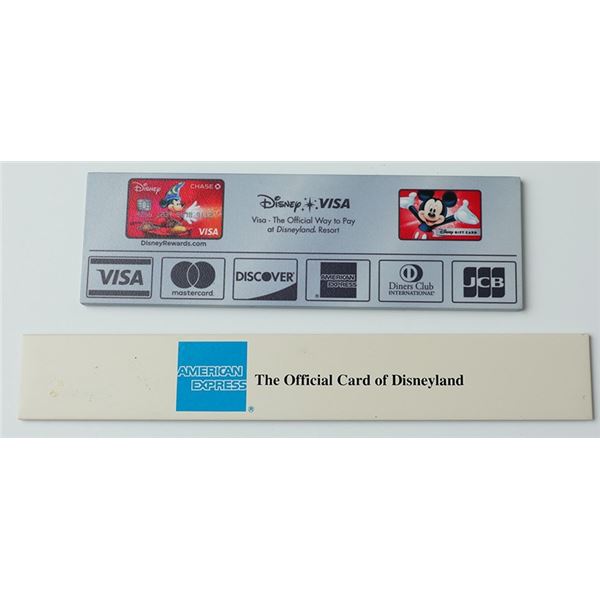 Disney
CHASE
VISA
DisneyRewards.com
Disney VISA
Visa - The Official Way to Pay
at Disneyland Resort
Disney GIFT CARD
VISA
mastercard
DISCOVER
AMERICAN
EXPRESS
Diners Club
INTERNATIONAL
JCB
AMERICAN
EXPRESS
®
The Official Card of Disneyland